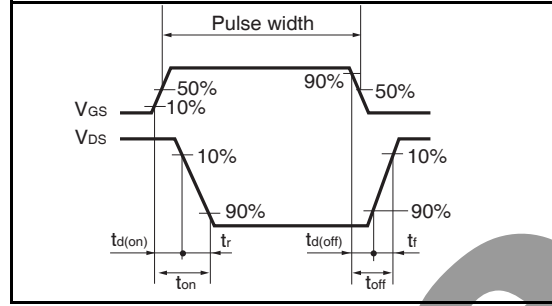 Pulse width
90%
50%
50%
10%
VGS
VDS
10%
10%
90%
90%
td(on)
tr
td(off)
tf
ton
toff